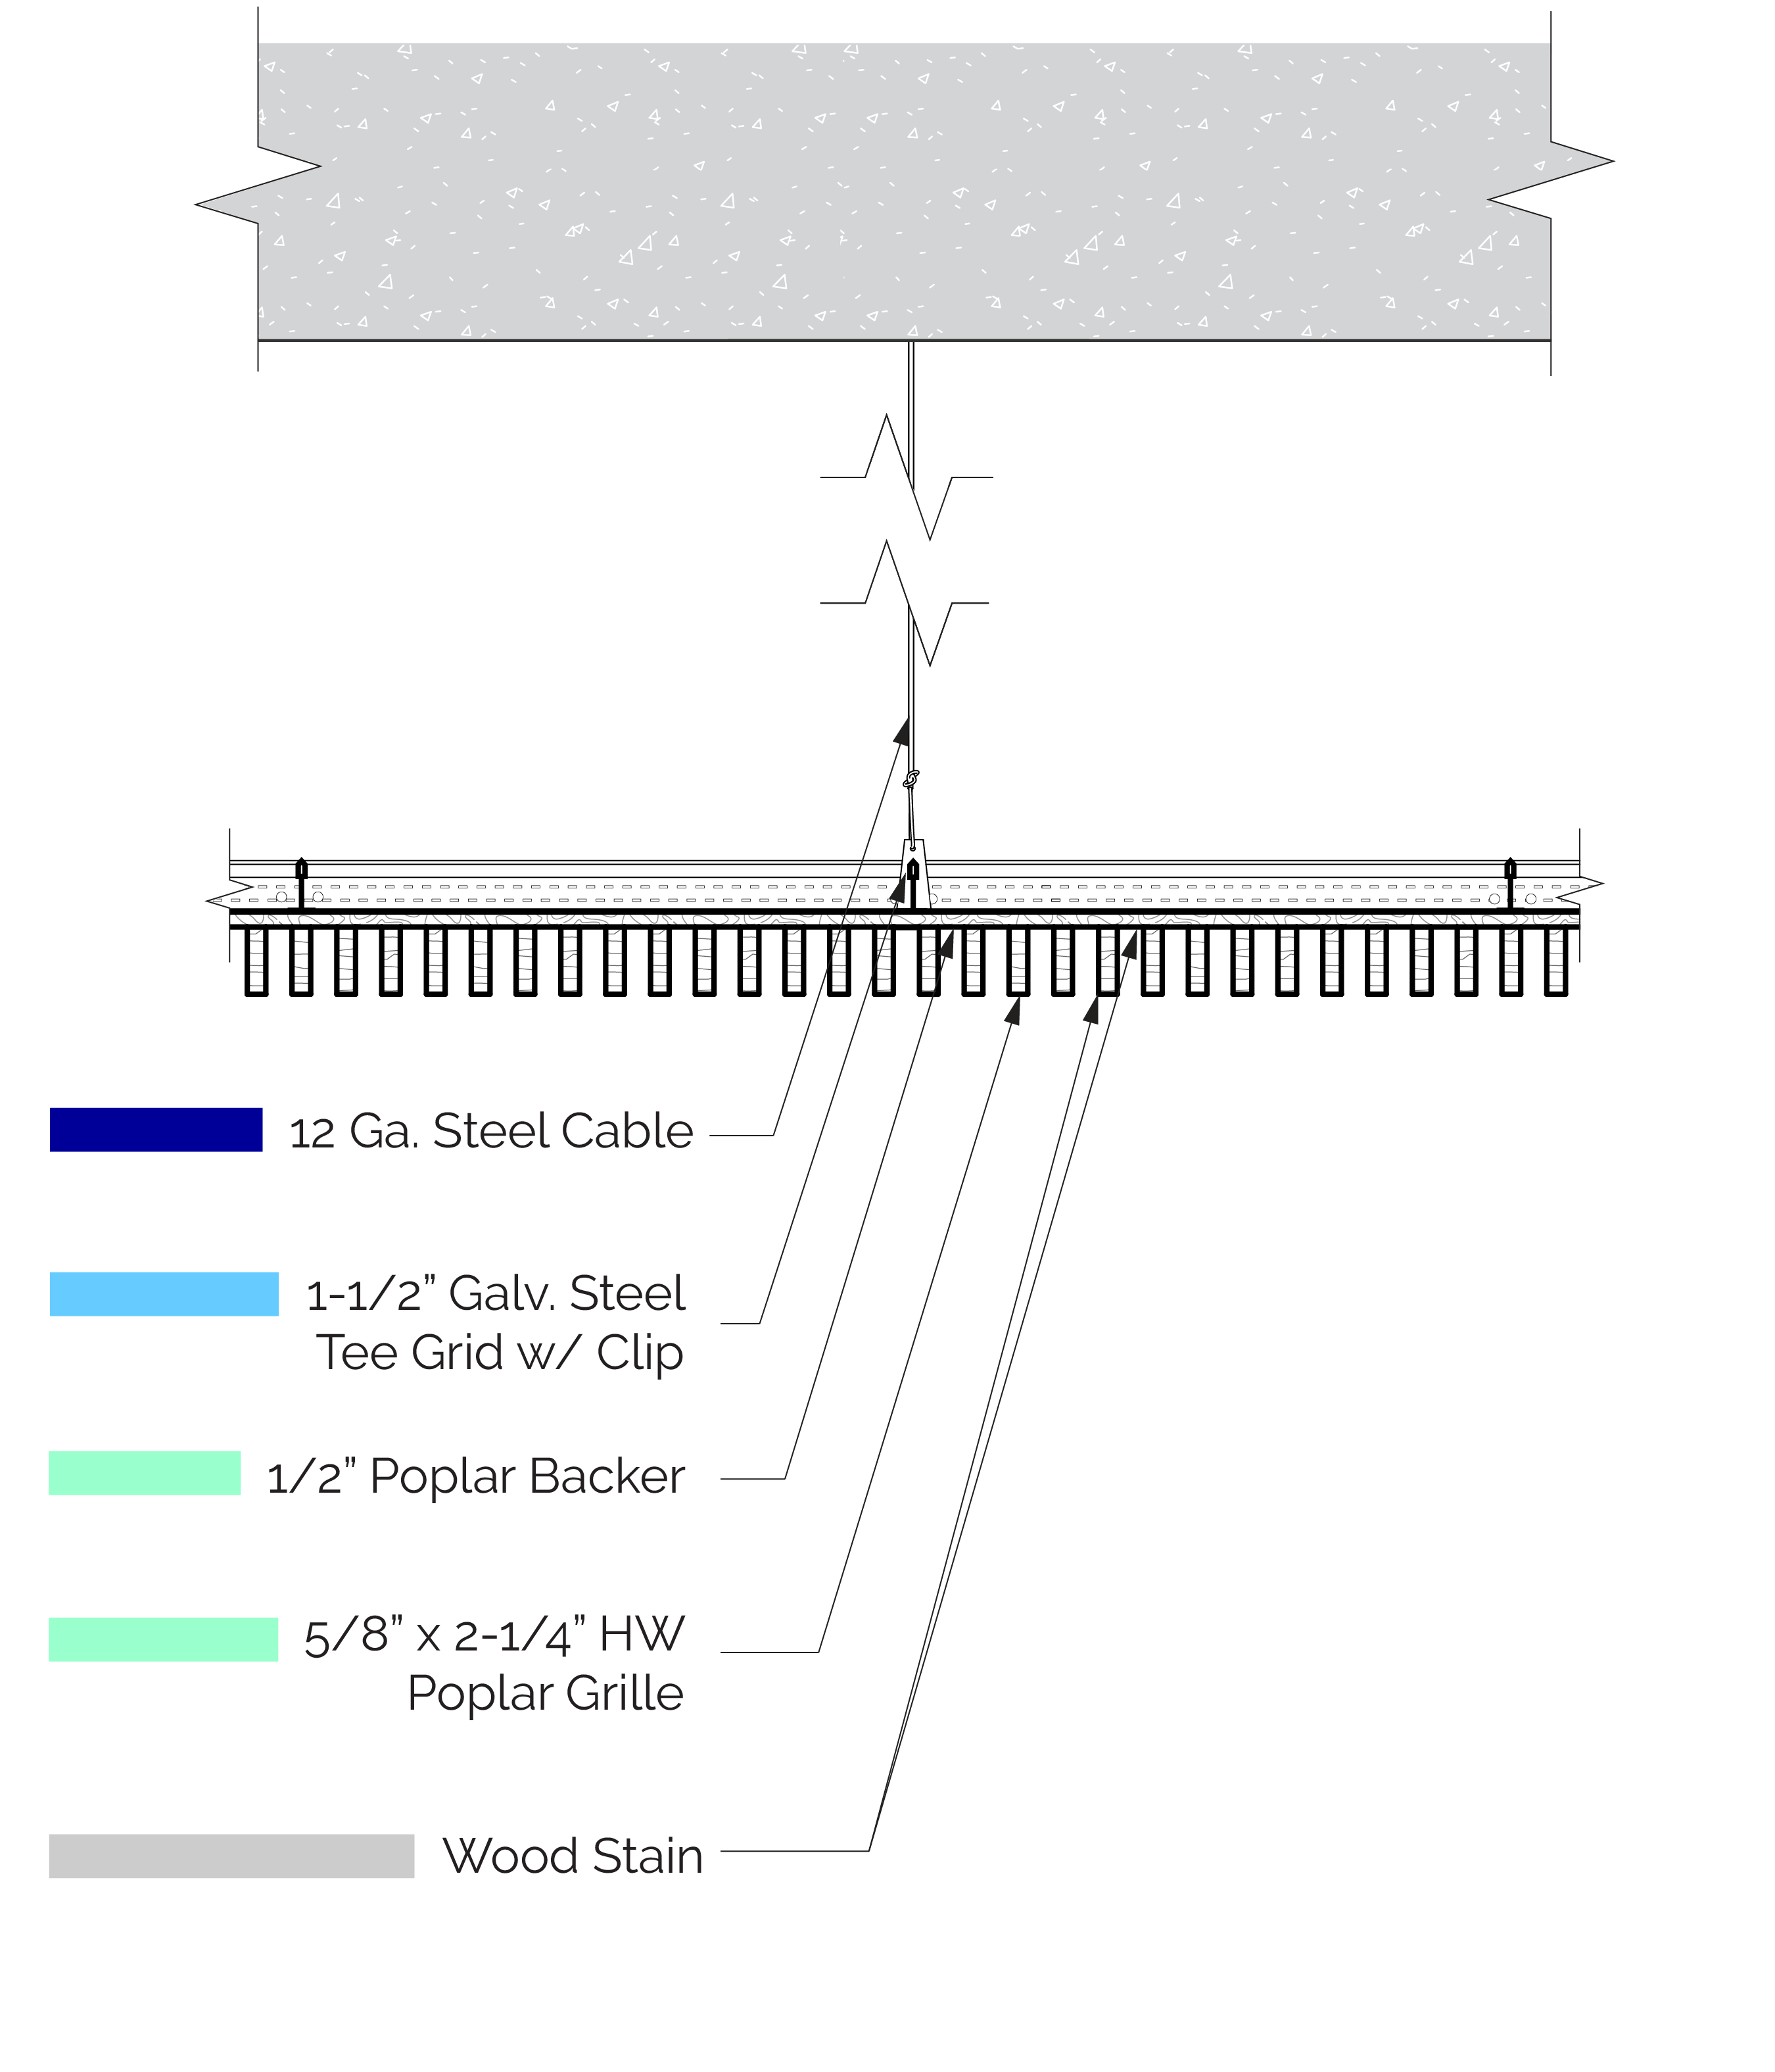 12 Ga. Steel Cable
1-1/2” Galv. Steel
Tee Grid w/ Clip
1/2” Poplar Backer
5/8” x 2-1/4” HW
Poplar Grille
Wood Stain